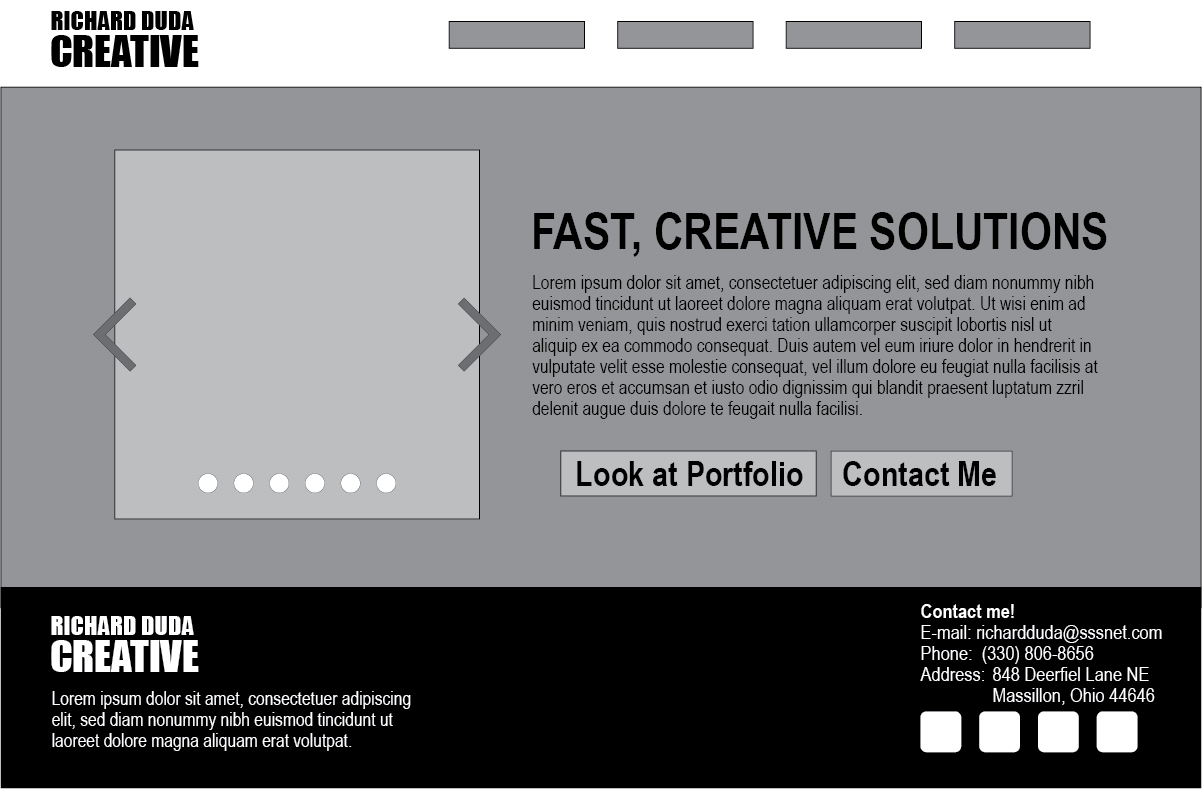 RICHARD DUDA
CREATIVE
FAST, CREATIVE SOLUTIONS
Lorem ipsum dolor sit amet, consectetuer adipiscing elit, sed diam nonummy nibh
euismod tincidunt ut laoreet dolore magna aliquam erat volutpat. Ut wisi enim ad
minim veniam, quis nostrud exerci tation ullamcorper suscipit lobortis nisl ut
aliquip ex ea commodo consequat. Duis autem vel eum iriure dolor in hendrerit in
vulputate velit esse molestie consequat, vel illum dolore eu feugiat nulla facilisis at
vero eros et accumsan et iusto odio dignissim qui blandit praesent luptatum zzril
delenit augue duis dolore te feugait nulla facilisi.
Look at Portfolio
Contact Me
RICHARD DUDA
CREATIVE
Lorem ipsum dolor sit amet, consectetuer adipiscing
elit, sed diam nonummy nibh euismod tincidunt ut
laoreet dolore magna aliquam erat volutpat.
Contact me!
E-mail: richardduda@sssnet.com
Phone: (330) 806-8656
Address: 848 Deerfiel Lane NE
Massillon, Ohio 44646